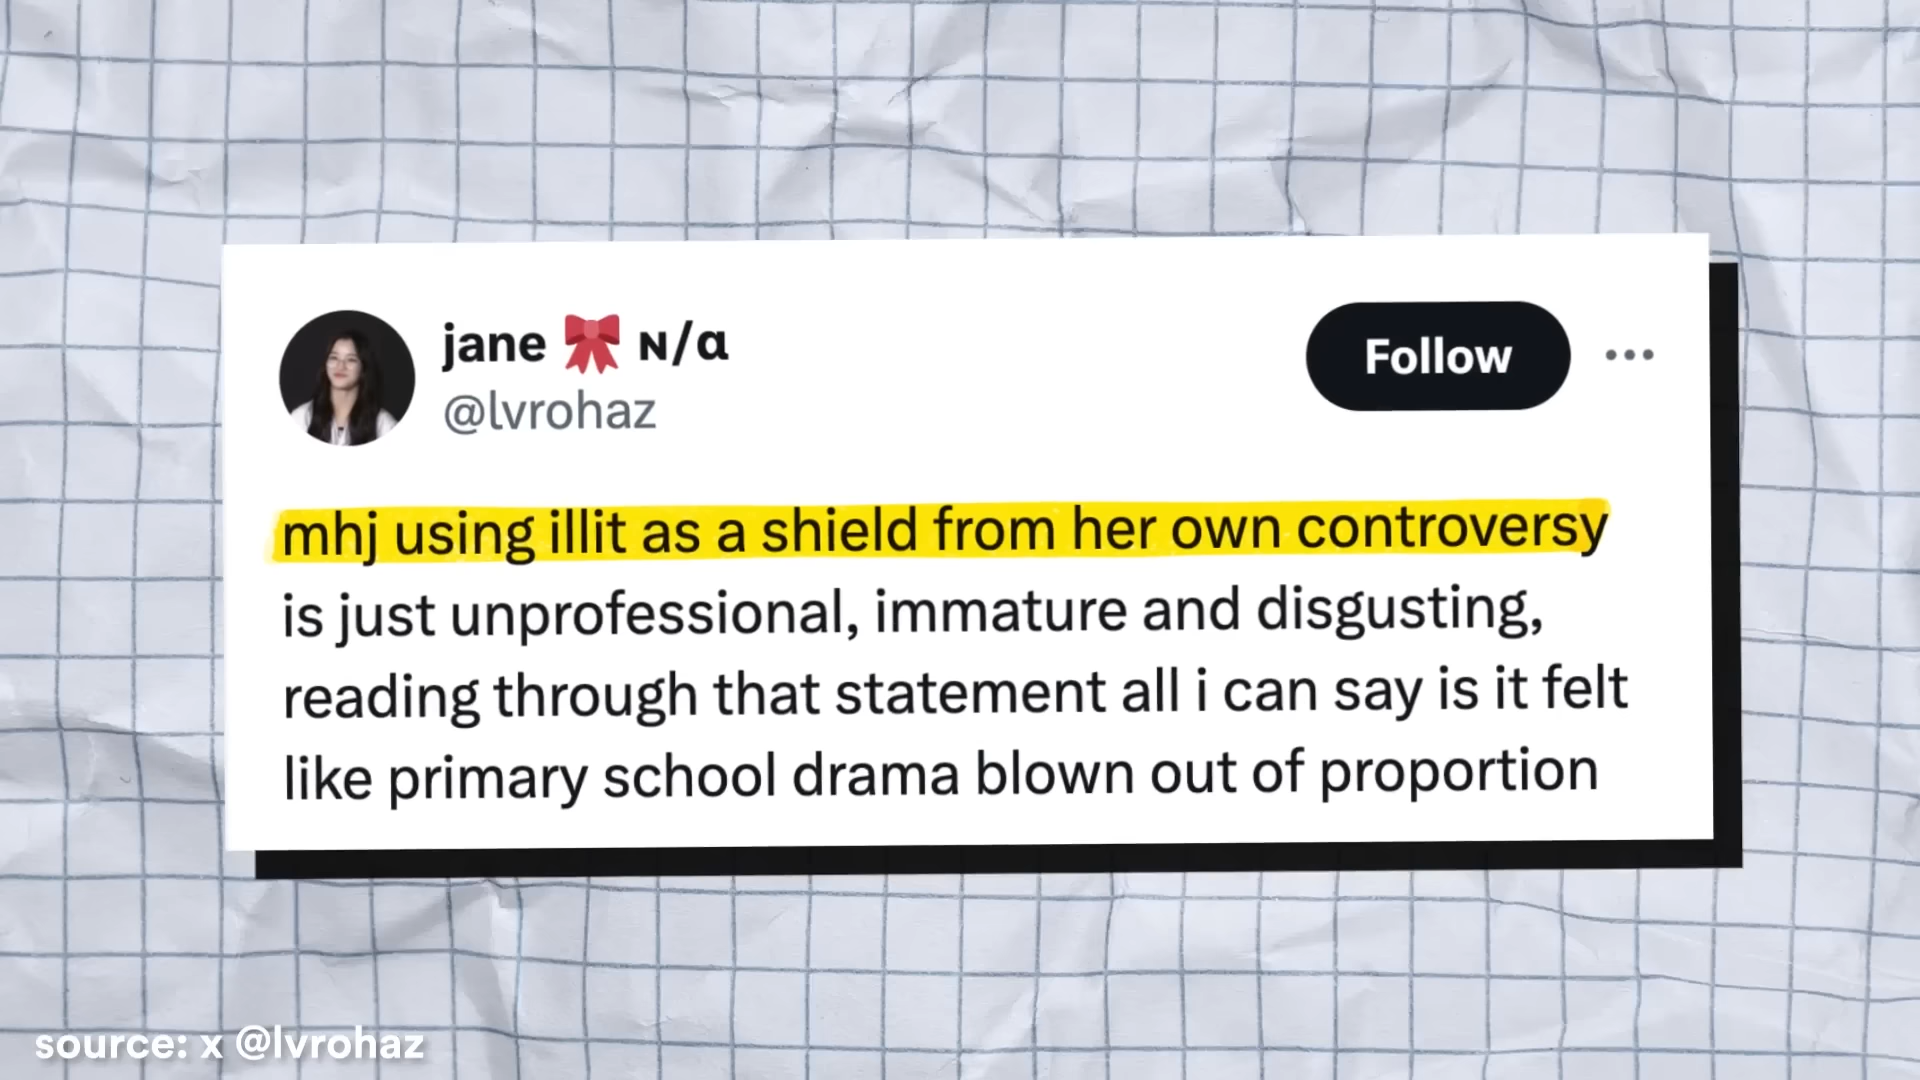 jane 🎀 ɴ/α
@lvrohaz
Follow
mhj using illit as a shield from her own controversy
is just unprofessional, immature and disgusting,
reading through that statement all i can say is it felt
like primary school drama blown out of proportion
source: x @lvrohaz